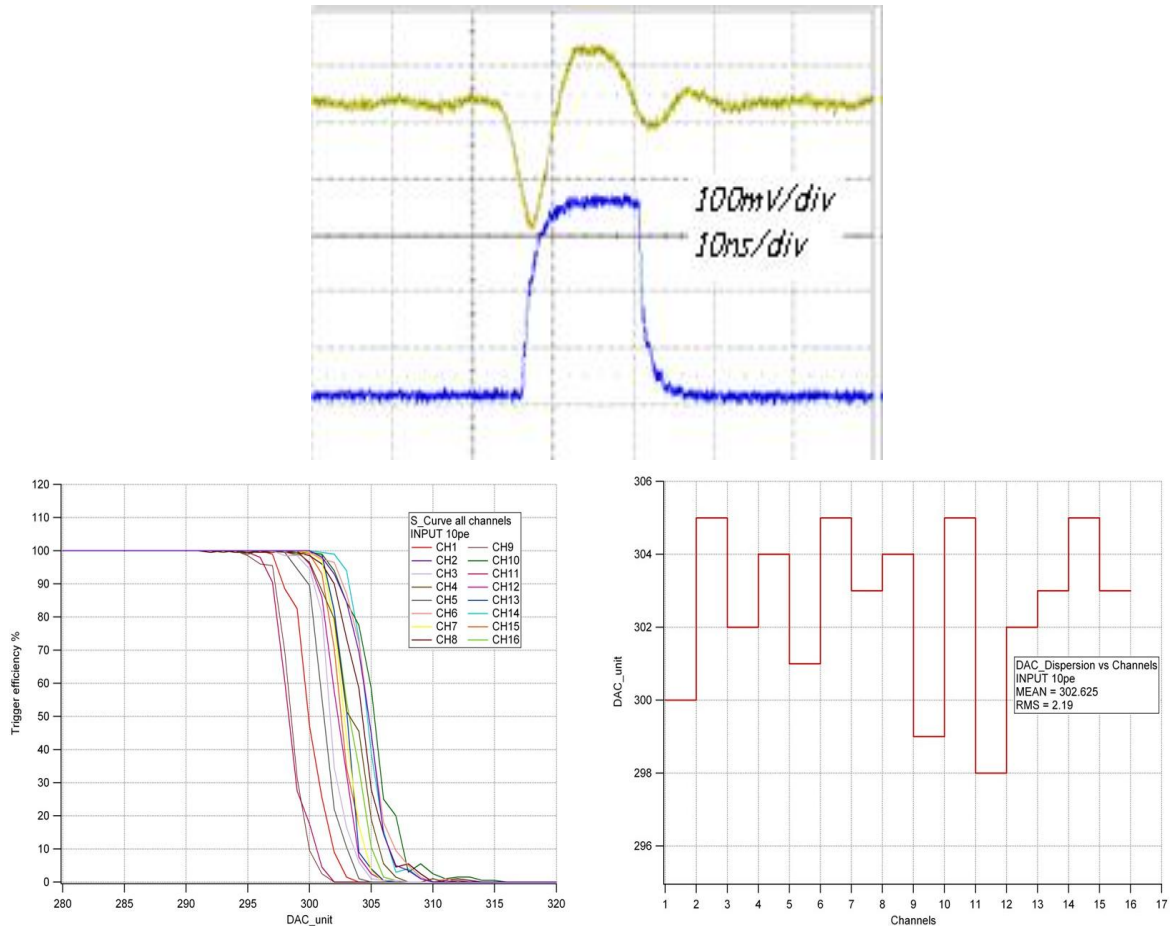 100mV/div
10ns/div
120
110
100
90
80
70
60
50
40
30
20
10
0
Trigger efficiency %
S_Curve all channels
INPUT 10pe
CH1 CH9
CH2 CH10
CH3 CH11
CH4 CH12
CH5 CH13
CH6 CH14
CH7 CH15
CH8 CH16
280 285 290 295 300 305 310 315 320
DAC_unit
306
304
302
300
298
296
DAC_unit
DAC_Dispersion vs Channels
INPUT 10pe
MEAN = 302.625
RMS = 2.19
1 2 3 4 5 6 7 8 9 10 11 12 13 14 15 16 17
Channels